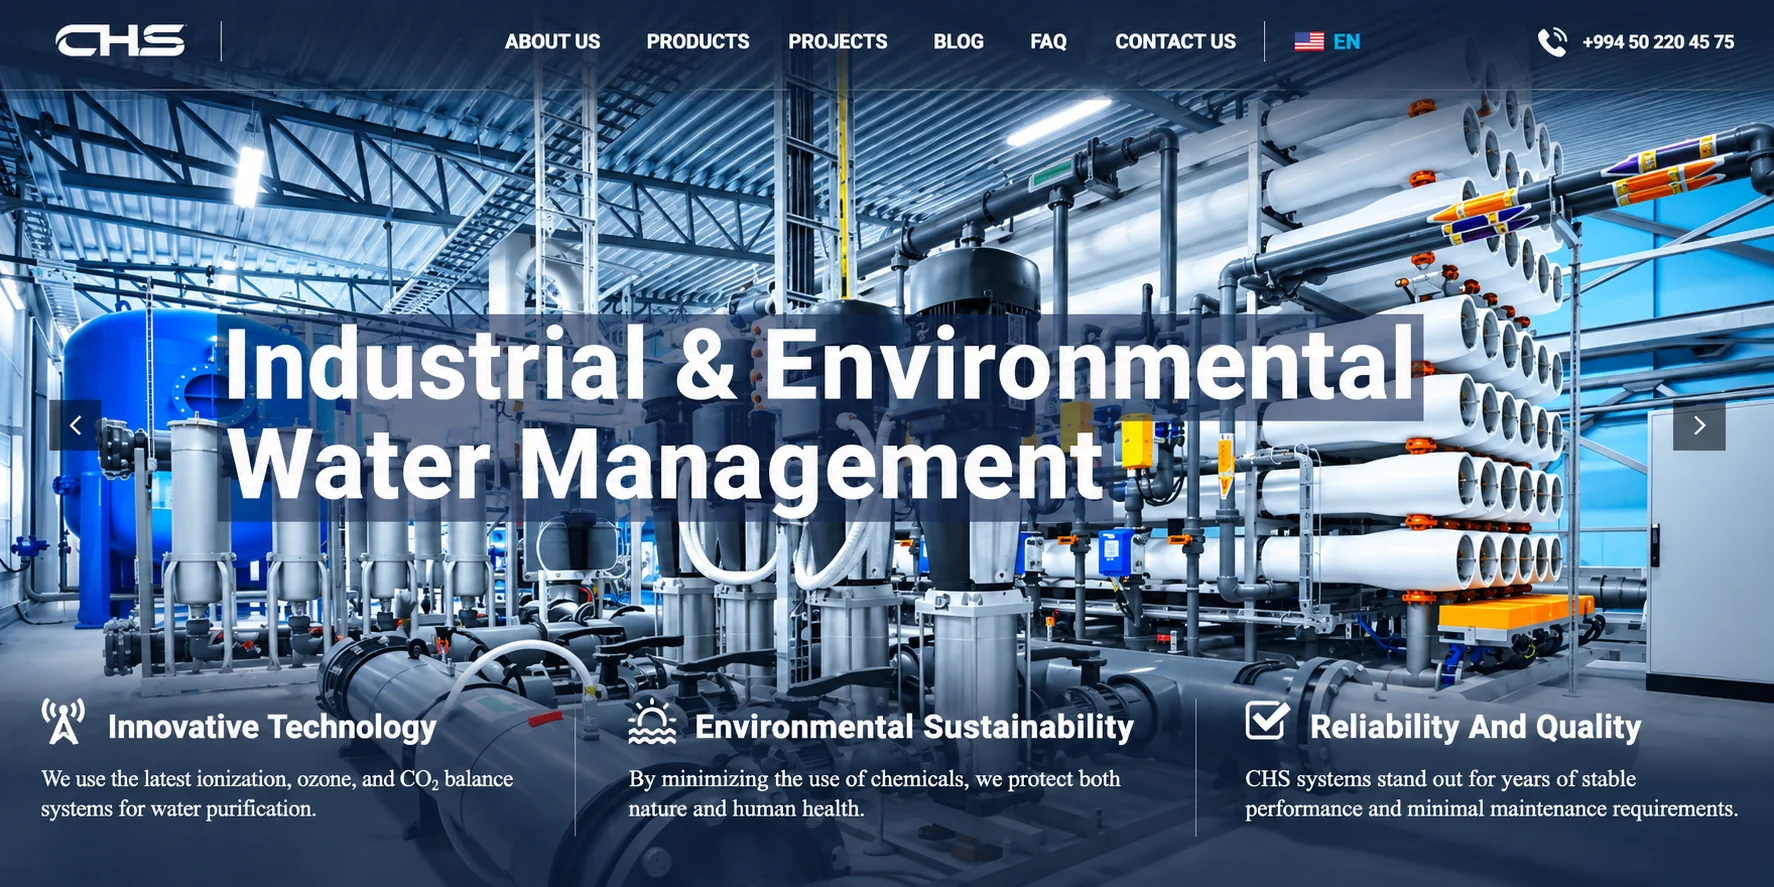 CHS
ABOUT US
PRODUCTS
PROJECTS
BLOG
FAQ
CONTACT US
EN
+994 50 220 45 75
Industrial & Environmental
Water Management
Innovative Technology
We use the latest ionization, ozone, and CO₂ balance
systems for water purification.
Environmental Sustainability
By minimizing the use of chemicals, we protect both
nature and human health.
Reliability And Quality
CHS systems stand out for years of stable
performance and minimal maintenance requirements.